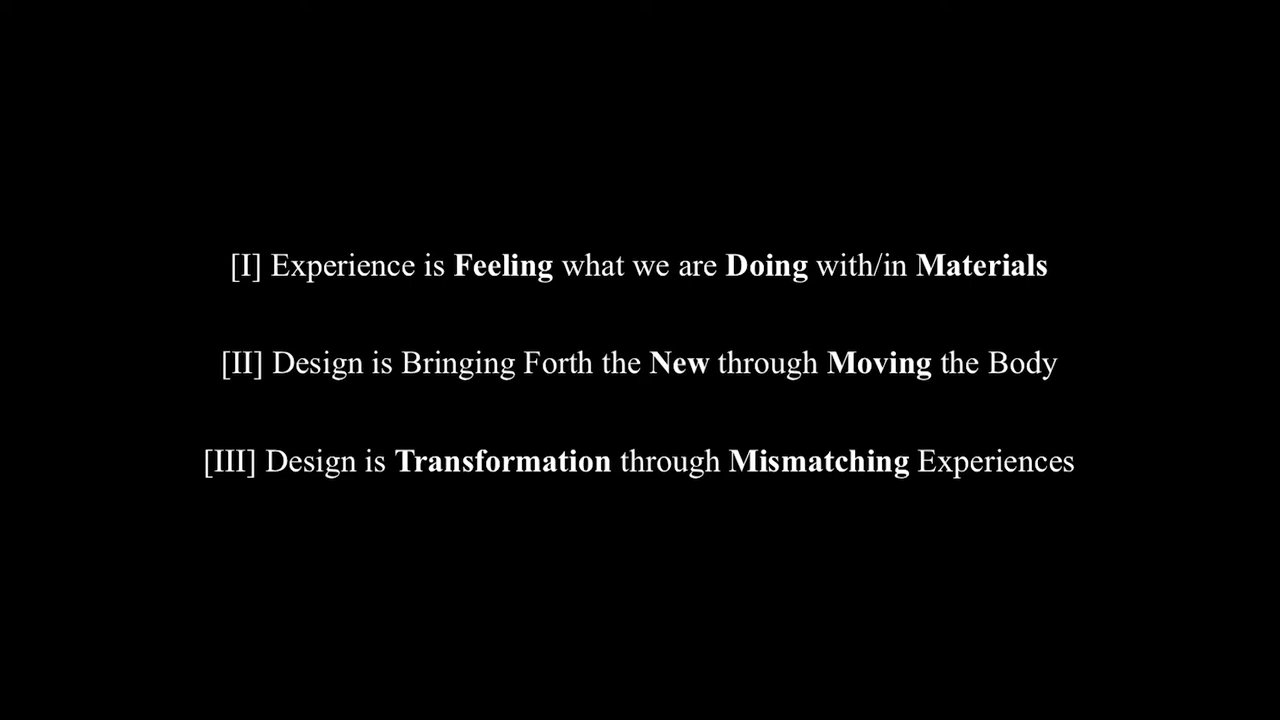 [I] Experience is Feeling what we are Doing with/in Materials
[II] Design is Bringing Forth the New through Moving the Body
[III] Design is Transformation through Mismatching Experiences